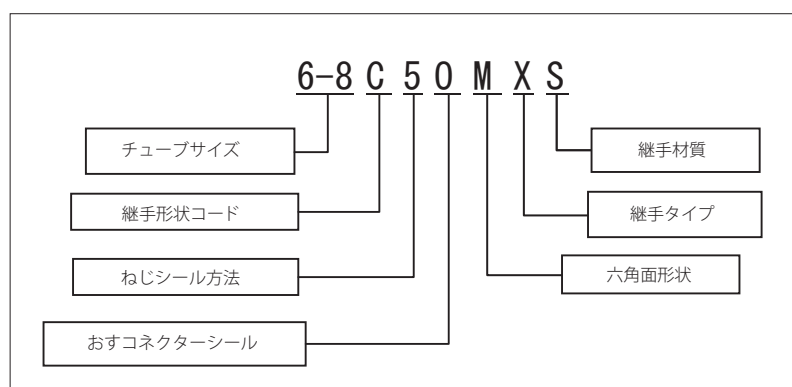 6-8 C 5 O M X S
チューブサイズ
継手材質
継手形状コード
継手タイプ
ねじシール方法
六角面形状
おすコネクターシール